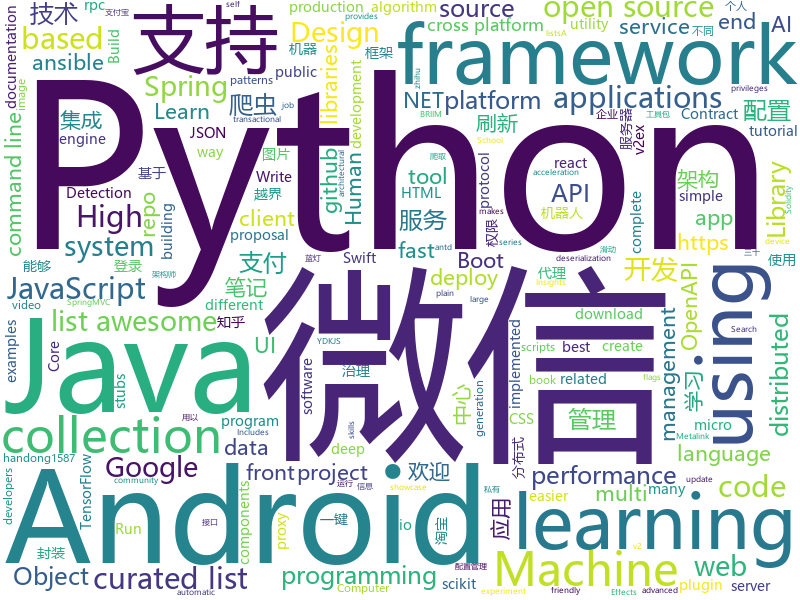 技术
rpc
支付宝
self
production
algorithm
source
open source
个人
listsA
不同
zhihu
支持
Design
cross platform
utility
service
end
AI
based
documentation
image
Build
机器
框架
patterns
public
framework
ansible
Spring
libraries
job
transactional
privileges
爬虫
Learn
development
.NET
platform
applications
企业
工具包
配置
集成
JSON
BRIIM
刷新
服务器
v2ex
Contract
tutorial
engine
way
图片
School
爬取
Python
command line
基于
Write
architectural
github
tool
react
Detection
越界
Human
HTML
protocol
acceleration
架构
simple
Solidity
High
repo
client
服务
API
机器人
complete
Library
building
proposal
antd
makes
series
system
fast
权限
app
device
能够
登录
架构师
蓝灯
Swift
Boot
deserialization
滑动
三十
https
支付
代理
使用
JavaScript
笔记
开发
SpringMVC
different
plain
large
Insights
video
deploy
OpenAPI
list awesome
知乎
微信
download
YDKJS
Search
Java
UI
examples
Core
stubs
software
治理
implemented
scripts
best
create
flags
using
management
学习
distributed
book
related
program
中心
generation
CSS
管理
micro
collection
data
deep
skills
分布式
language
handong1587
用以
Includes
Metalink
Google
front
project
欢迎
performance
developers
TensorFlow
community
运行
信息
showcase
私有
easier
update
Android
learning
multi
many
code
components
Run
io
淘宝
应用
一键
proxy
v2
封装
接口
Machine
web
Object
curated list
programming
scikit
配置管理
friendly
Effects
advanced
plugin
server
automatic
Computer
experiment